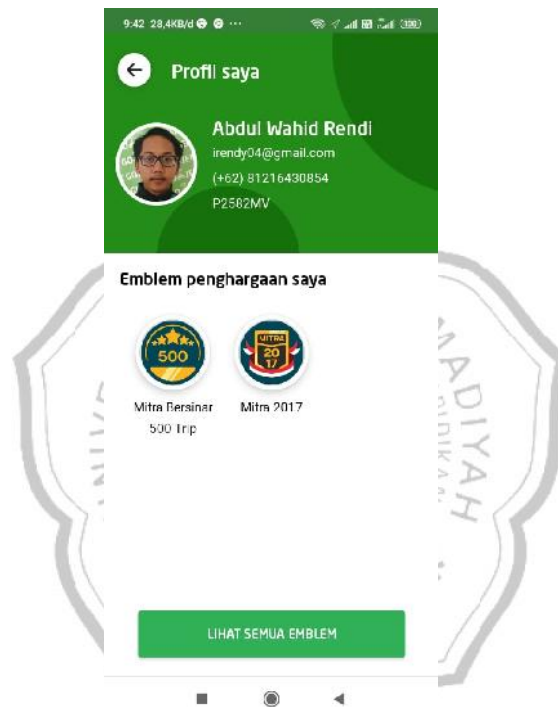 9:42 28,4KB/d
Profil saya
Abdul Wahid Rendi
irendy04@gmail.com
(+62) 81216430854
P2582MV
Emblem penghargaan saya
500
MITRA
20
17
Mitra Bersinar
500 Trip
Mitra 2017
LIHAT SEMUA EMBLEM